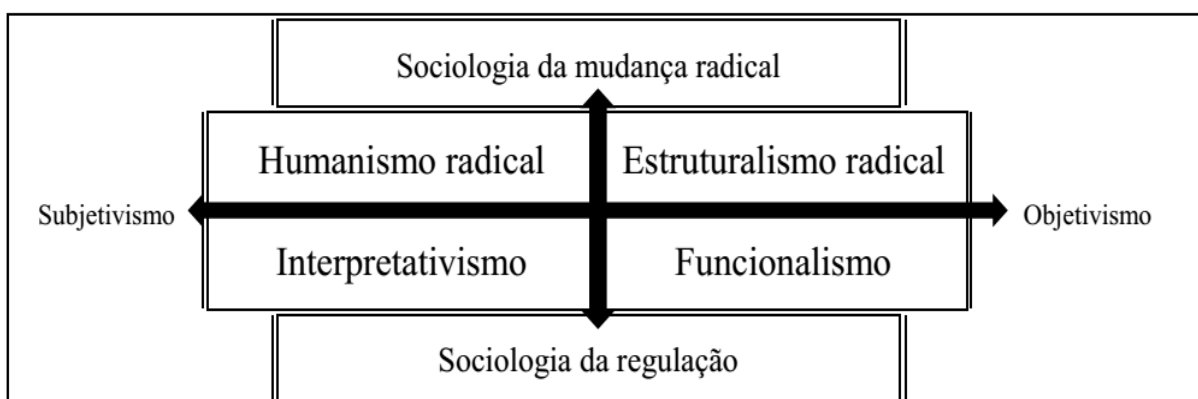 Sociologia da mudança radical
Humanismo radical
Estruturalismo radical
Subjetivismo
Objetivismo
Interpretativismo
Funcionalismo
Sociologia da regulação